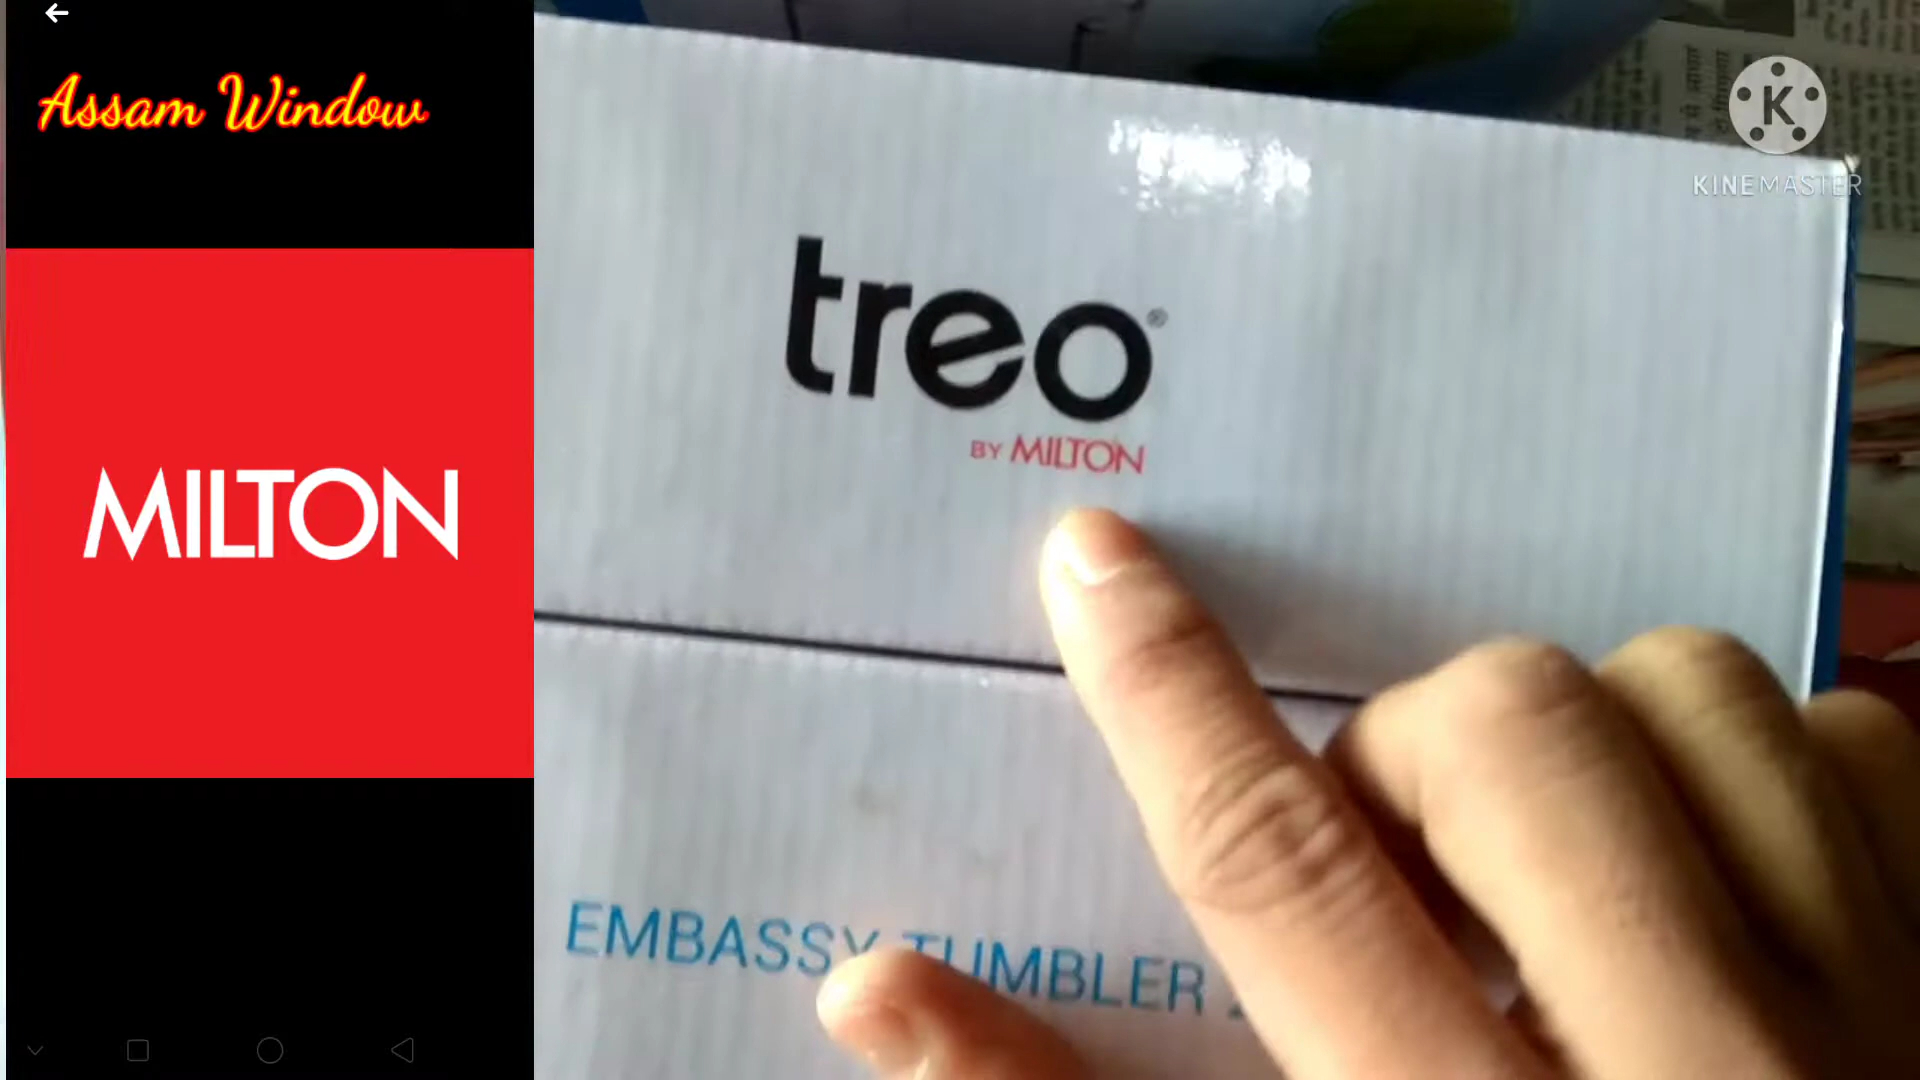 Assam Window
MILTON
treo®
BY MILTON
EMBASSY TUMBLER
K
KINEMASTER